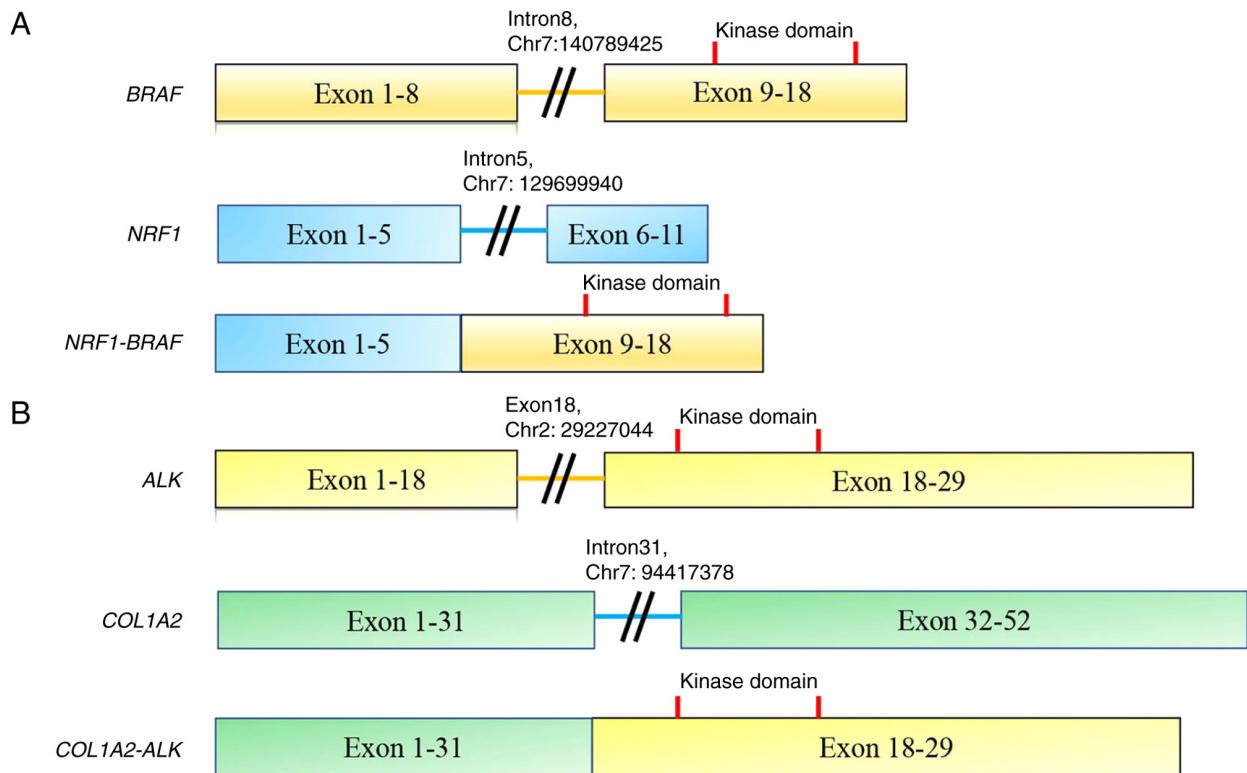 A
Intron8,
Chr7:140789425
Kinase domain
BRAF
Exon 1-8
Exon 9-18
Intron5,
Chr7: 129699940
NRF1
Exon 1-5
Exon 6-11
Kinase domain
NRF1-BRAF
Exon 1-5
Exon 9-18
B
Exon18,
Chr2: 29227044
Kinase domain
ALK
Exon 1-18
Exon 18-29
Intron31,
Chr7: 94417378
COL1A2
Exon 1-31
Exon 32-52
Kinase domain
COL1A2-ALK
Exon 1-31
Exon 18-29